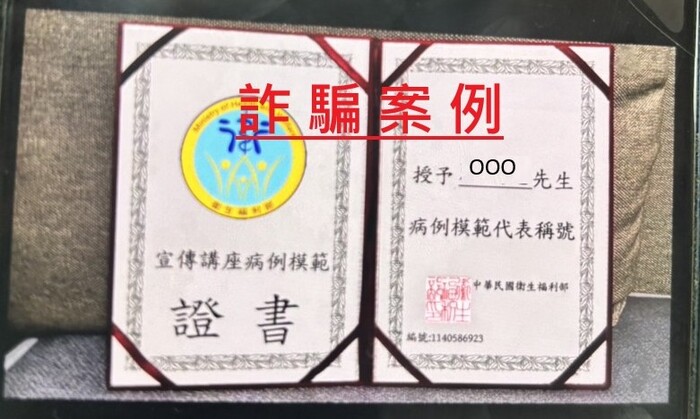 詐騙案例
Ministry of H
衛生福利部
宣傳講座病例模範
證書
授予 OOO 先生
病例模範代表稱號
中華民國衛生福利部
編號:1140586923